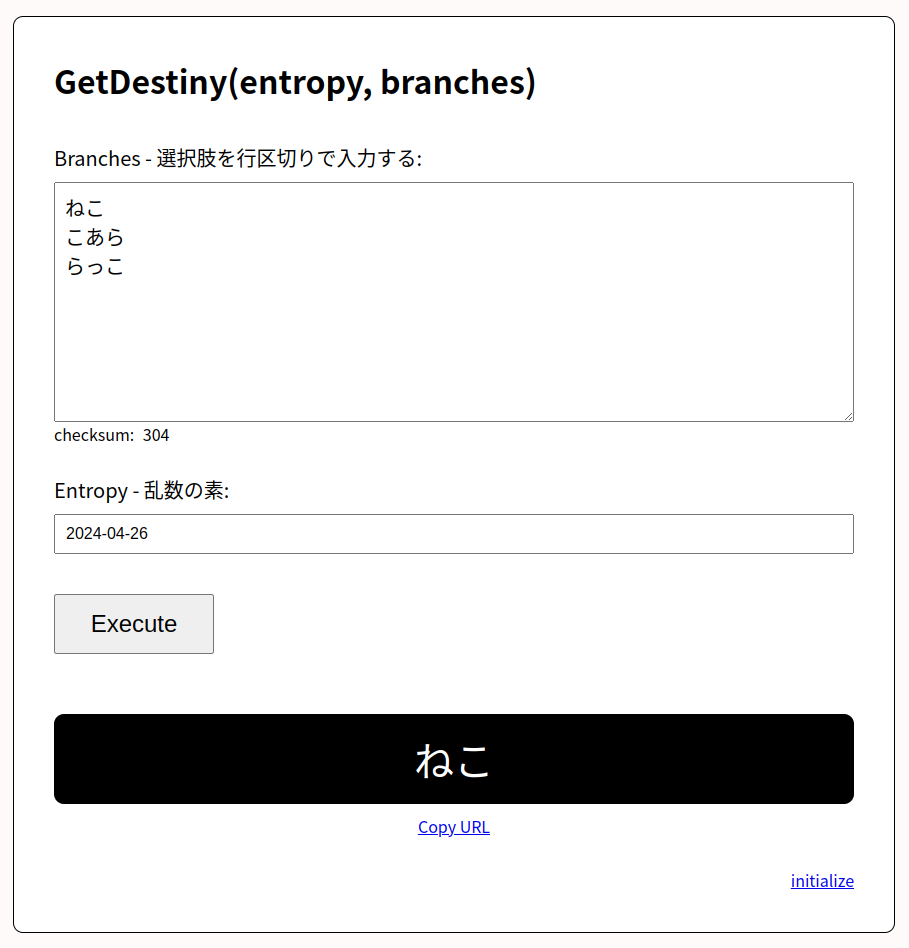 GetDestiny(entropy, branches)
Branches - 選択肢を行区切りで入力する:
ねこ
こあら
らっこ
checksum: 304
Entropy - 乱数の素:
2024-04-26
Execute
ねこ
Copy URL
initialize